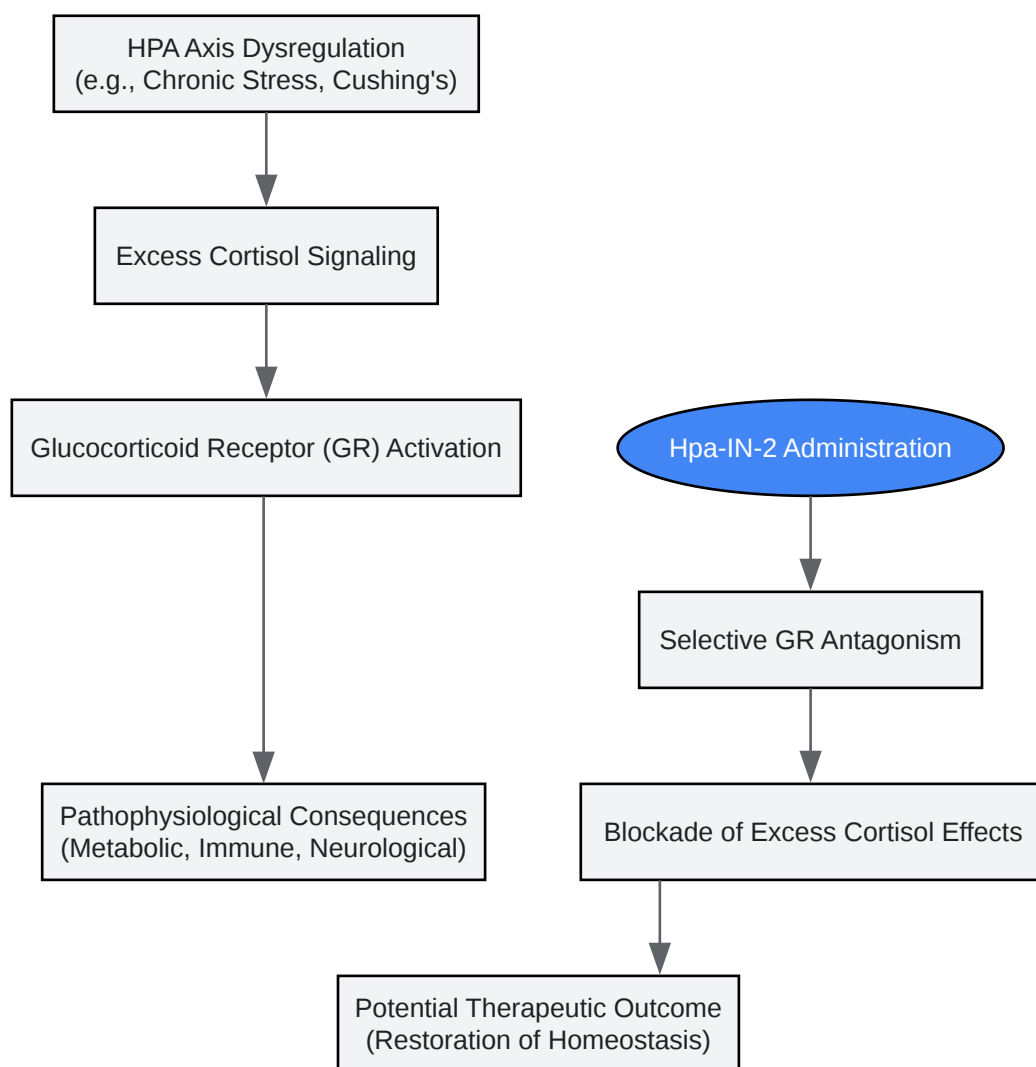 HPA Axis Dysregulation
(e.g., Chronic Stress, Cushing's)
Excess Cortisol Signaling
Glucocorticoid Receptor (GR) Activation
Hpa-IN-2 Administration
Selective GR Antagonism
Pathophysiological Consequences
(Metabolic, Immune, Neurological)
Blockade of Excess Cortisol Effects
Potential Therapeutic Outcome
(Restoration of Homeostasis)